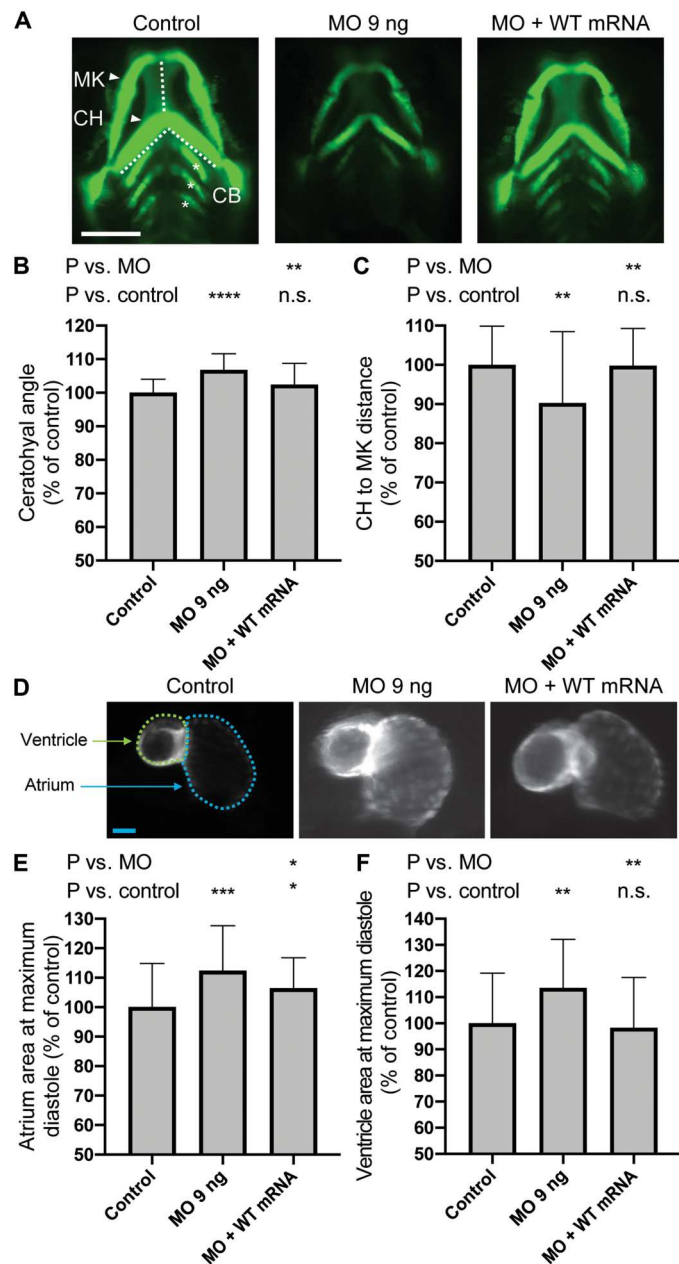 A
Control
MO 9 ng
MO + WT mRNA
MK
CH
*
*
*
CB
B
P vs. MO
**
P vs. control
****
n.s.
120
110
100
90
80
70
60
50
Ceratohyal angle
(% of control)
Control
MO 9 ng
MO + WT mRNA
C
P vs. MO
**
P vs. control
**
n.s.
110
100
90
80
70
60
50
CH to MK distance
(% of control)
Control
MO 9 ng
MO + WT mRNA
D
Control
MO 9 ng
MO + WT mRNA
Ventricle
Atrium
E
P vs. MO
*
P vs. control
***
*
130
120
110
100
90
80
70
60
50
Atrium area at maximum
diastole (% of control)
Control
MO 9 ng
MO + WT mRNA
F
P vs. MO
**
P vs. control
**
n.s.
140
130
120
110
100
90
80
70
60
50
Ventricle area at maximum diastole
(% of control)
Control
MO 9 ng
MO + WT mRNA